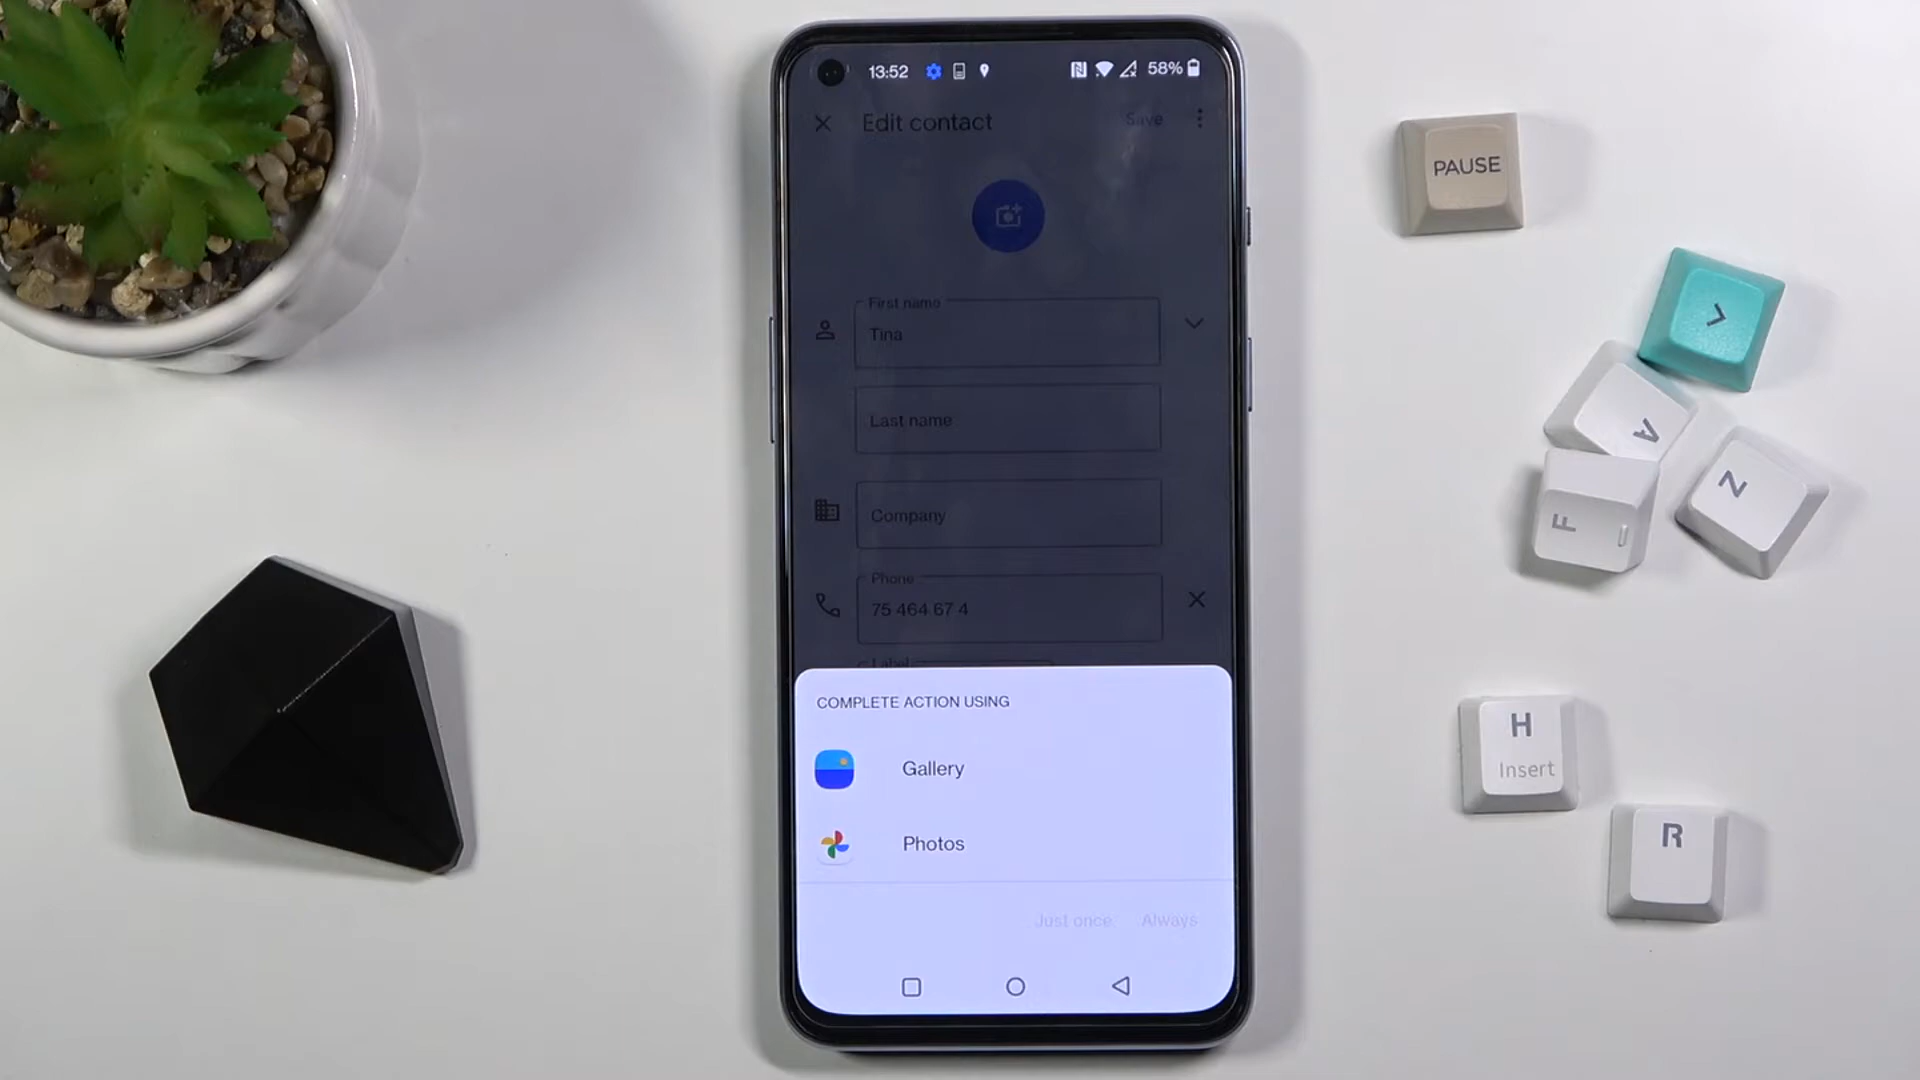 13:52 58%
Edit contact Save
First name
Tina
Last name
Company
Phone
75 464 67 4
Label
COMPLETE ACTION USING
Gallery
Photos
Just once Always
PAUSE
>
A
F
Z
H
Insert
R